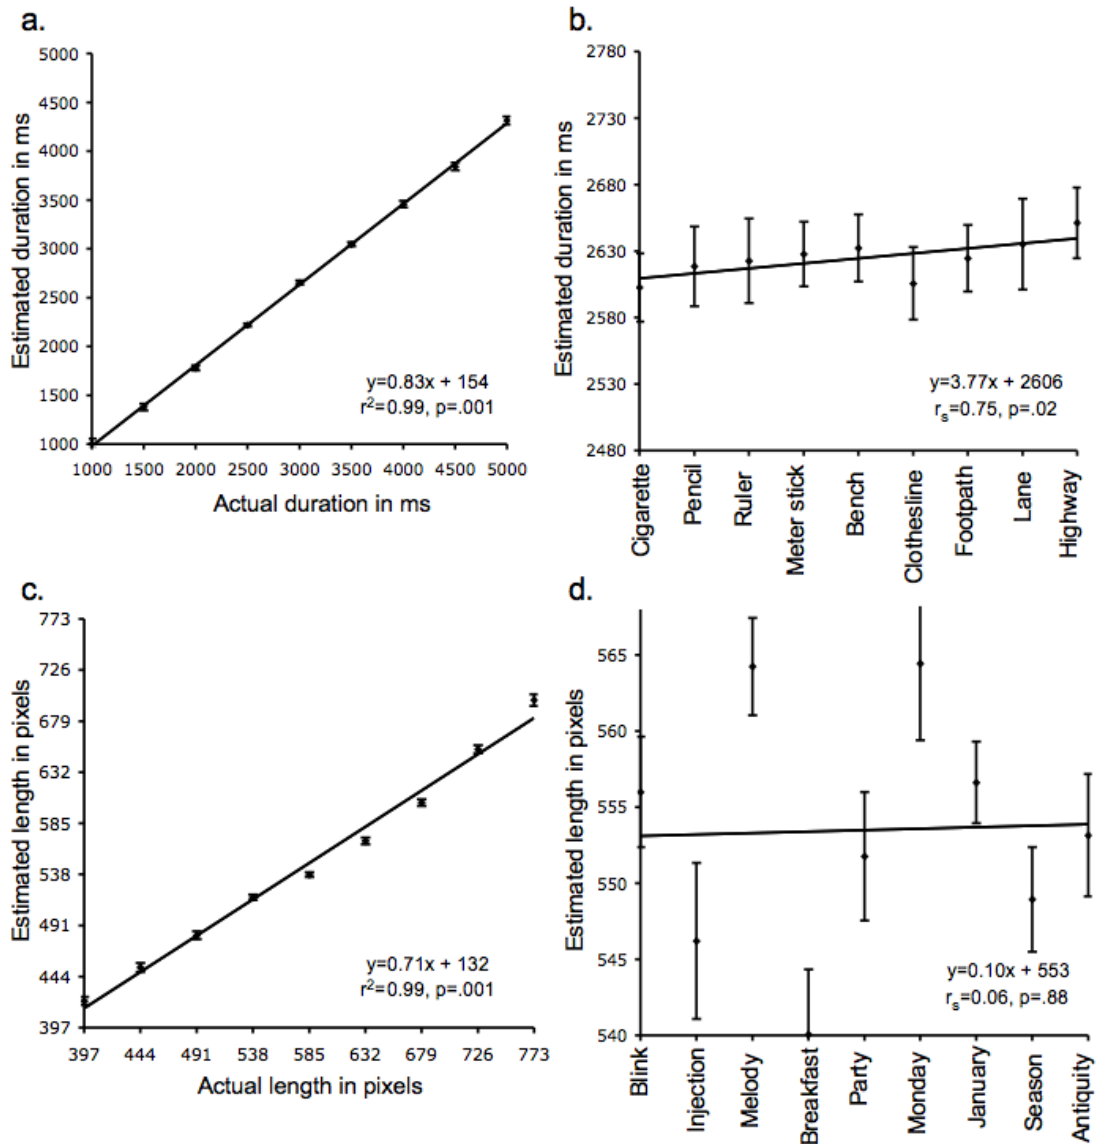 a.
Estimated duration in ms
5000
4500
4000
3500
3000
2500
2000
1500
1000
y=0.83x + 154
r²=0.99, p=.001
1000 1500 2000 2500 3000 3500 4000 4500 5000
Actual duration in ms
b.
Estimated duration in ms
2780
2730
2680
2630
2580
2530
2480
y=3.77x + 2606
rₛ=0.75, p=.02
Cigarette
Pencil
Ruler
Meter stick
Bench
Clothesline
Footpath
Lane
Highway
c.
Estimated length in pixels
773
726
679
632
585
538
491
444
397
y=0.71x + 132
r²=0.99, p=.001
397 444 491 538 585 632 679 726 773
Actual length in pixels
d.
Estimated length in pixels
565
560
555
550
545
540
y=0.10x + 553
rₛ=0.06, p=.88
Blink
Injection
Melody
Breakfast
Party
Monday
January
Season
Antiquity